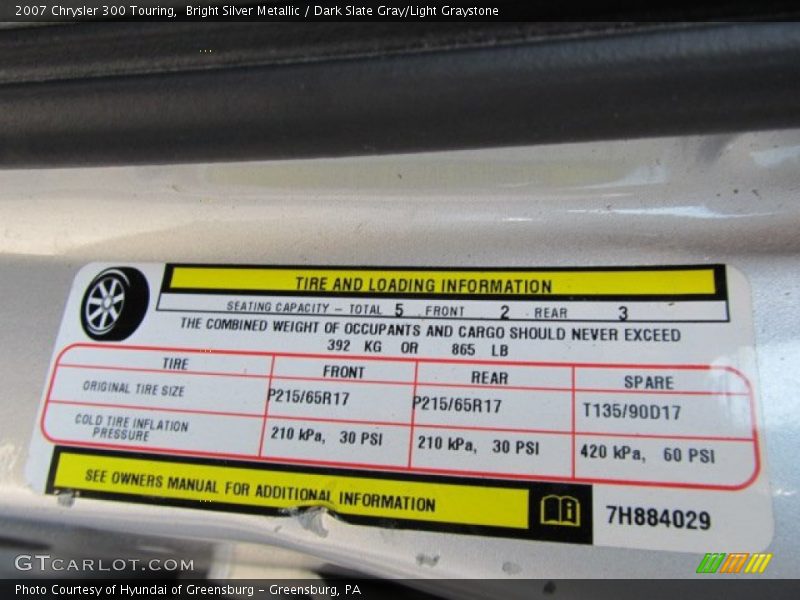 2007 Chrysler 300 Touring, Bright Silver Metallic / Dark Slate Gray/Light Graystone
TIRE AND LOADING INFORMATION
SEATING CAPACITY – TOTAL 5 FRONT 2 REAR 3
THE COMBINED WEIGHT OF OCCUPANTS AND CARGO SHOULD NEVER EXCEED
392 KG OR 865 LB
TIRE FRONT REAR SPARE
ORIGINAL TIRE SIZE P215/65R17 P215/65R17 T135/90D17
COLD TIRE INFLATION
PRESSURE 210 kPa, 30 PSI 210 kPa, 30 PSI 420 kPa, 60 PSI
SEE OWNERS MANUAL FOR ADDITIONAL INFORMATION
7H884029
GTCARLOT.COM
Photo Courtesy of Hyundai of Greensburg – Greensburg, PA